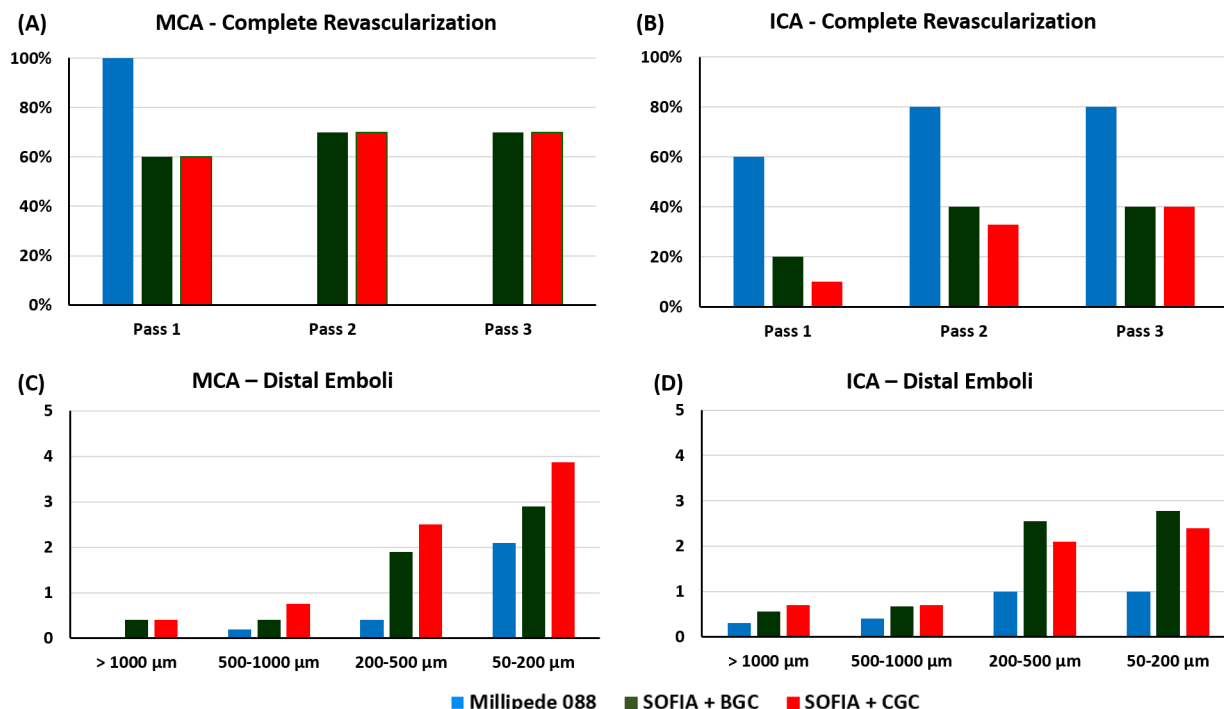 (A) MCA - Complete Revascularization
100%
80%
60%
40%
20%
0%
Pass 1 Pass 2 Pass 3
(B) ICA - Complete Revascularization
100%
80%
60%
40%
20%
0%
Pass 1 Pass 2 Pass 3
(C) MCA – Distal Emboli
5
4
3
2
1
0
> 1000 µm 500-1000 µm 200-500 µm 50-200 µm
(D) ICA – Distal Emboli
5
4
3
2
1
0
> 1000 µm 500-1000 µm 200-500 µm 50-200 µm
Millipede 088 SOFIA + BGC SOFIA + CGC